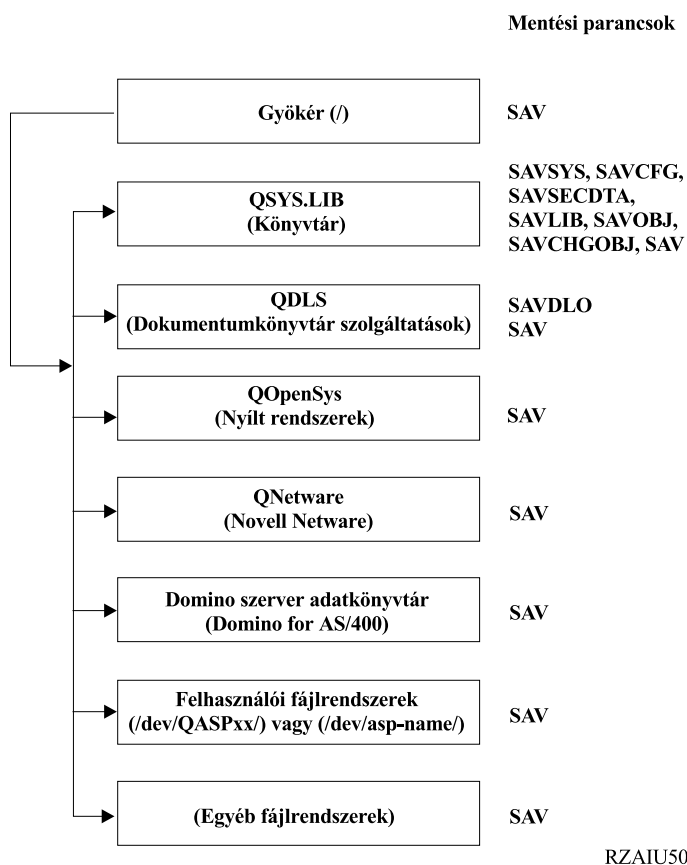 Mentési parancsok
Gyökér (/)
SAV
QSYS.LIB
(Könyvtár)
SAVSYS, SAVCFG,
SAVSECDTA,
SAVLIB, SAVOBJ,
SAVCHGOBJ, SAV
QDLS
(Dokumentumkönyvtár szolgáltatások)
SAVDLO
SAV
QOpenSys
(Nyílt rendszerek)
SAV
QNetware
(Novell Netware)
SAV
Domino szerver adatkönyvtár
(Domino for AS/400)
SAV
Felhasználói fájlrendszerek
(/dev/QASPxx/) vagy (/dev/asp-name/)
SAV
(Egyéb fájlrendszerek)
SAV
RZAIU500